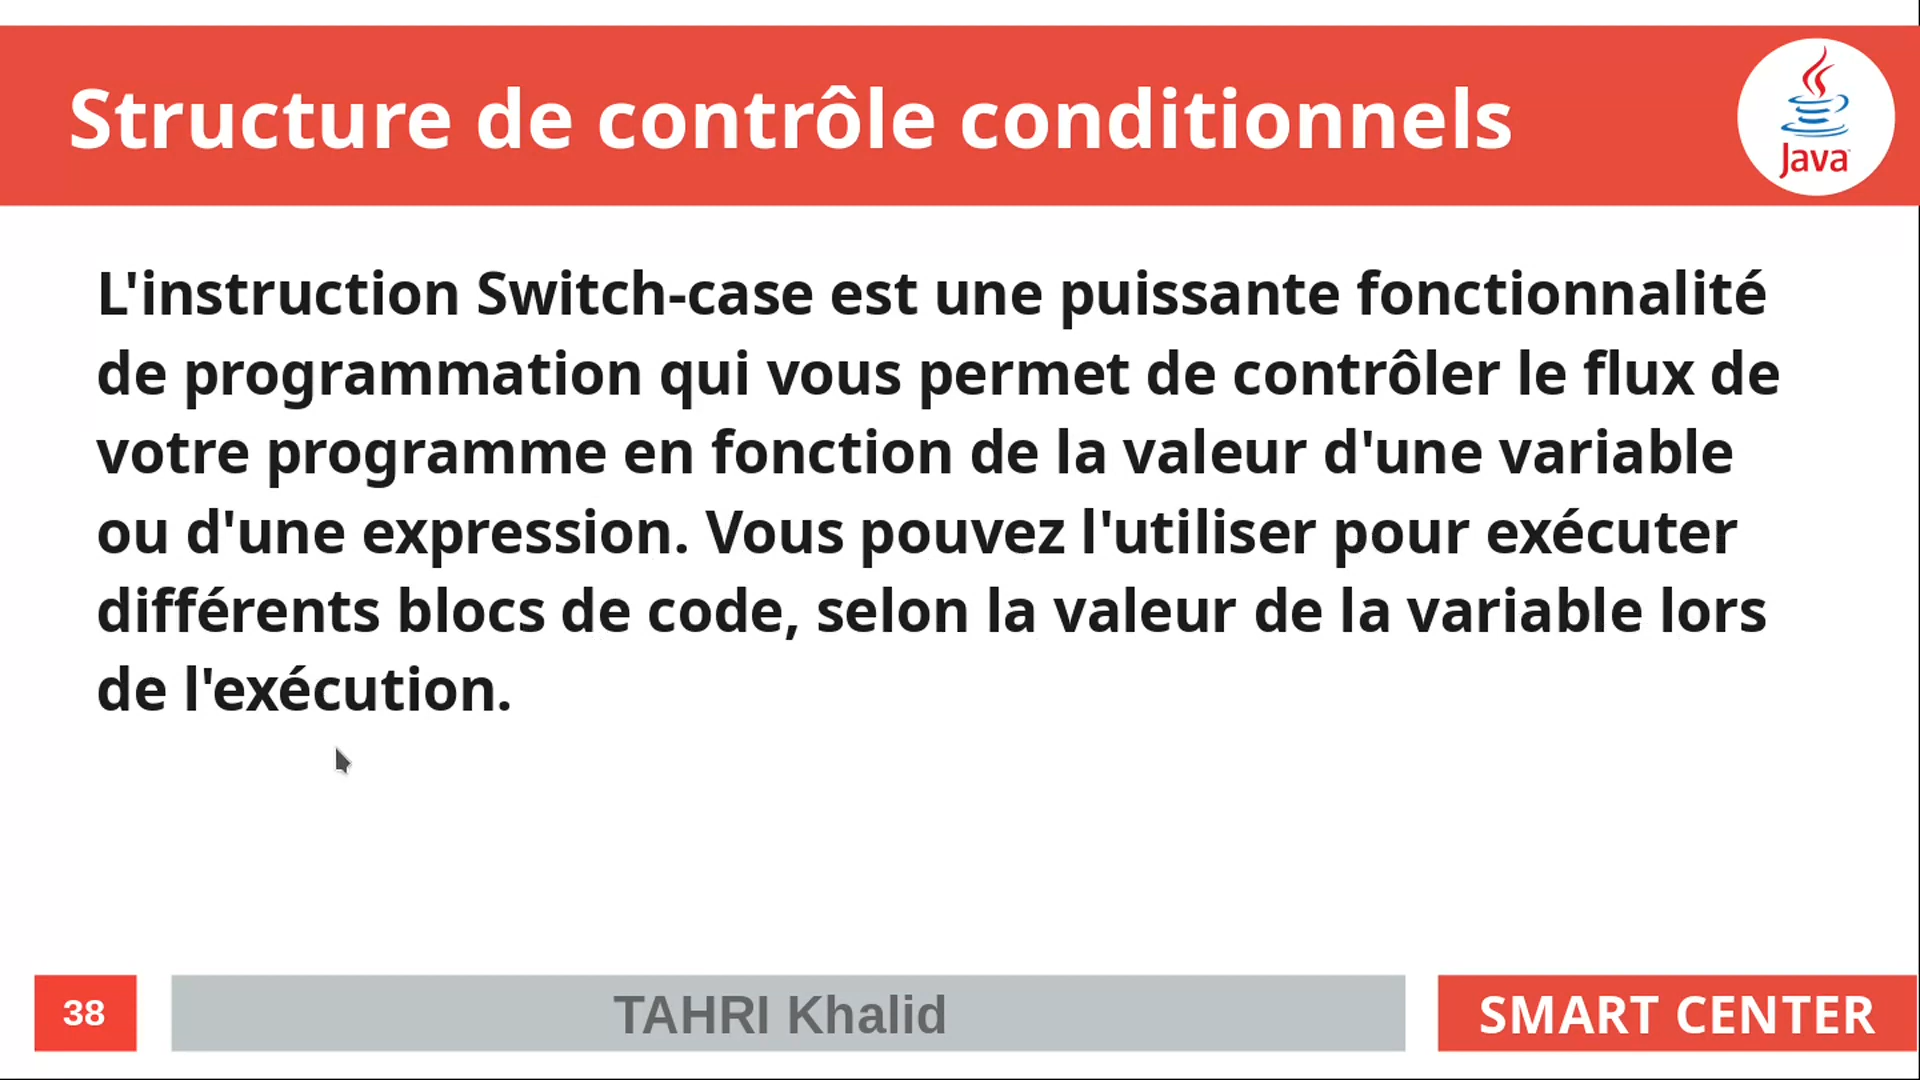 Structure de contrôle conditionnels
Java
L'instruction Switch-case est une puissante fonctionnalité
de programmation qui vous permet de contrôler le flux de
votre programme en fonction de la valeur d'une variable
ou d'une expression. Vous pouvez l'utiliser pour exécuter
différents blocs de code, selon la valeur de la variable lors
de l'exécution.
38
TAHRI Khalid
SMART CENTER